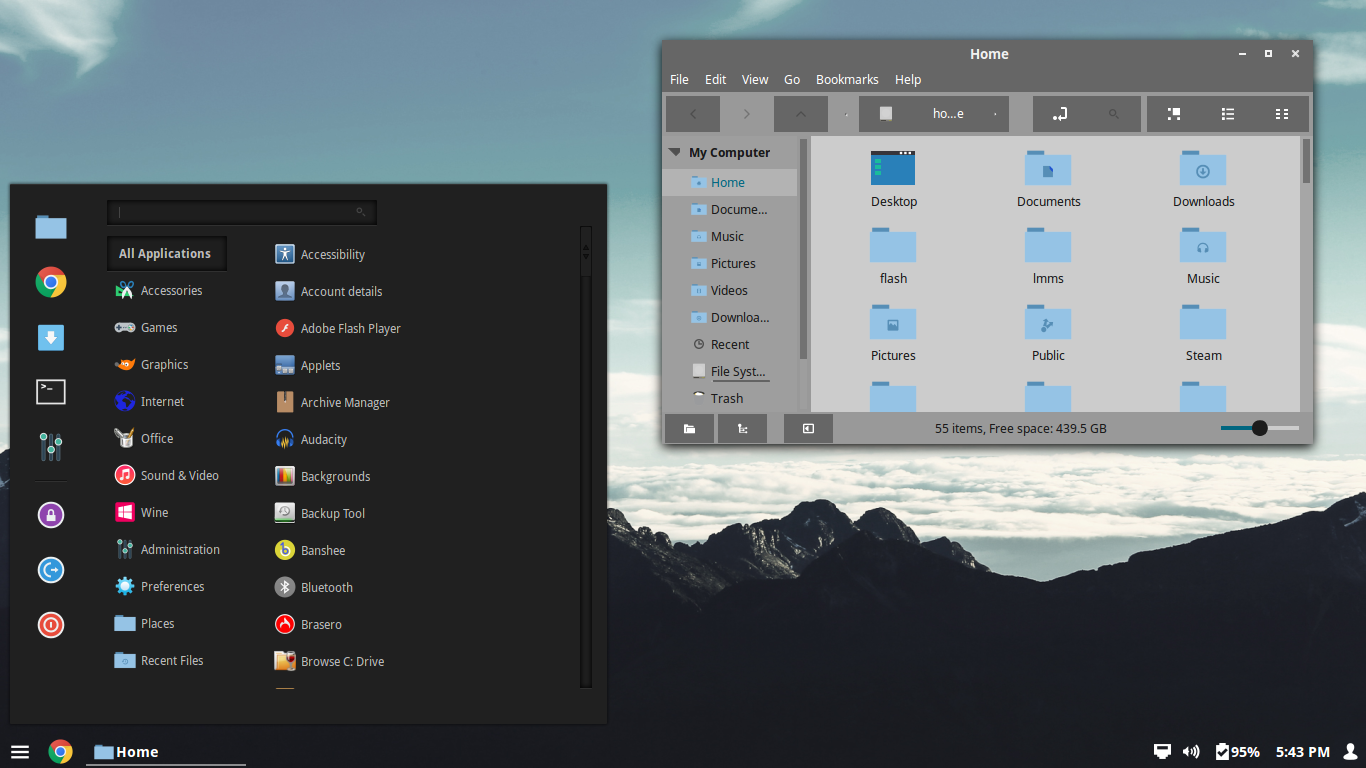 Home
File Edit View Go Bookmarks Help
ho...e
My Computer
Home
Docume...
Music
Pictures
Videos
Downloa...
Recent
File Syst...
Trash
Desktop Documents Downloads
flash lmms Music
Pictures Public Steam
55 items, Free space: 439.5 GB
All Applications
Accessories
Games
Graphics
Internet
Office
Sound & Video
Wine
Administration
Preferences
Places
Recent Files
Accessibility
Account details
Adobe Flash Player
Applets
Archive Manager
Audacity
Backgrounds
Backup Tool
Banshee
Bluetooth
Brasero
Browse C: Drive
Home
95% 5:43 PM